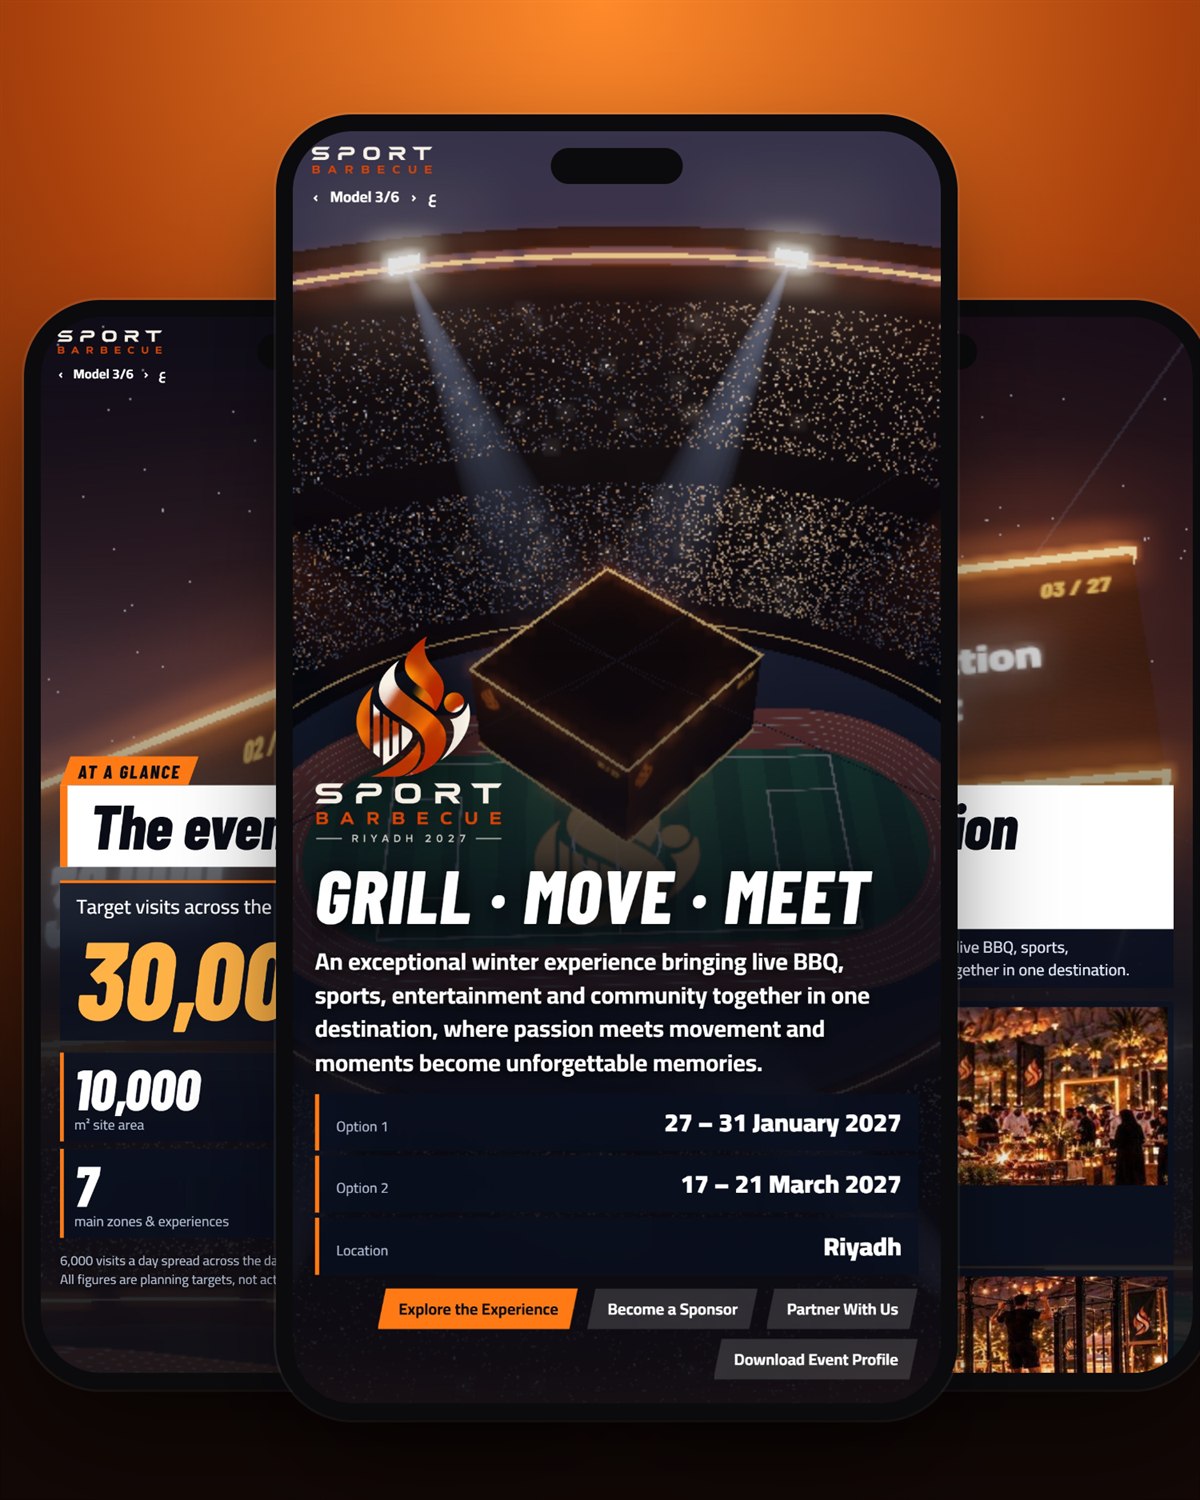 SPORT
BARBECUE
‹ Model 3/6 › ع
SPORT
BARBECUE
RIYADH 2027
GRILL · MOVE · MEET
An exceptional winter experience bringing live BBQ,
sports, entertainment and community together in one
destination, where passion meets movement and
moments become unforgettable memories.
Option 1 27 – 31 January 2027
Option 2 17 – 21 March 2027
Location Riyadh
Explore the Experience Become a Sponsor Partner With Us
Download Event Profile
SPORT
BARBECUE
‹ Model 3/6 › ع
02 /
AT A GLANCE
The even
Target visits across the
30,00
10,000
m² site area
7
main zones & experiences
6,000 visits a day spread across the da
All figures are planning targets, not act
03 / 27
tion
ion
live BBQ, sports,
gether in one destination.